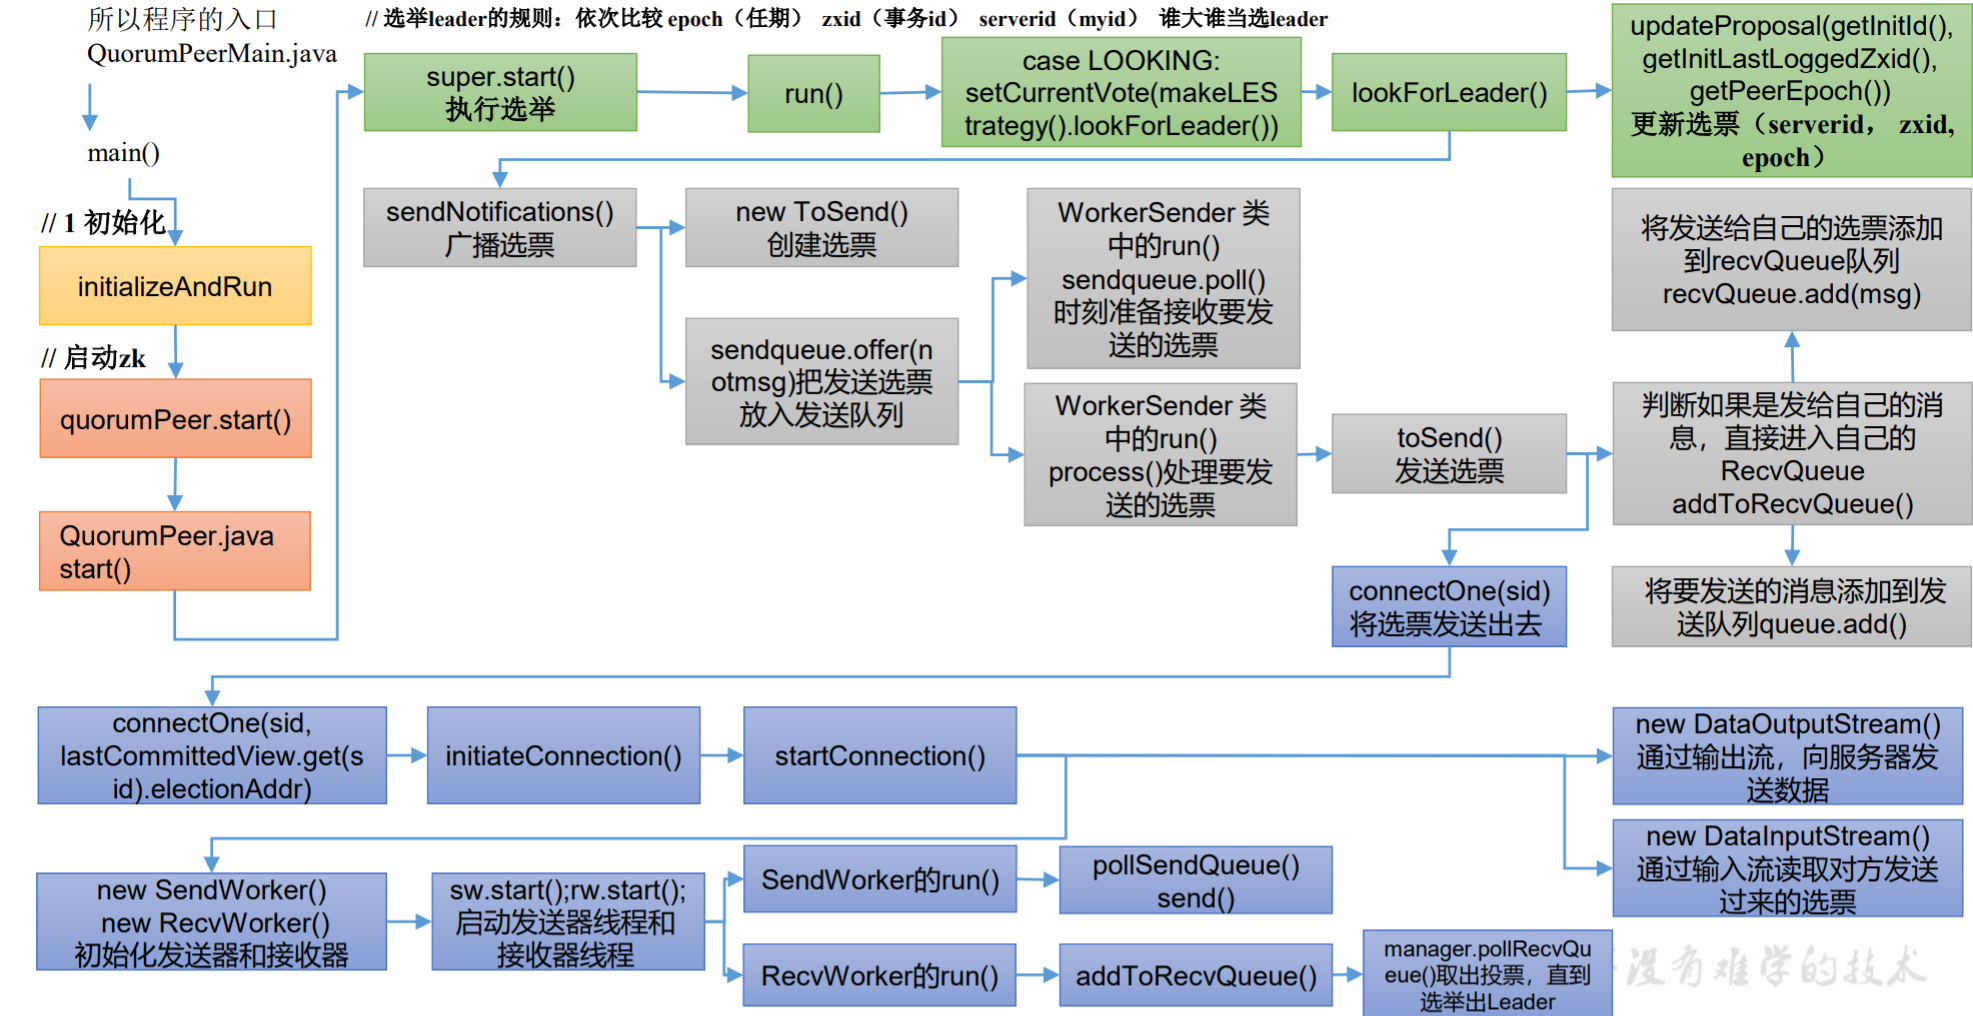 所以程序的入口
QuorumPeerMain.java
main()
// 1 初始化
initializeAndRun
// 启动zk
quorumPeer.start()
QuorumPeer.java
start()
// 选举leader的规则：依次比较 epoch（任期） zxid（事务id） serverid（myid） 谁大谁当选leader
super.start()
执行选举
run()
case LOOKING:
setCurrentVote(makeLES
trategy().lookForLeader())
lookForLeader()
updateProposal(getInitId(),
getInitLastLoggedZxid(),
getPeerEpoch())
更新选票（serverid， zxid,
epoch）
sendNotifications()
广播选票
new ToSend()
创建选票
sendqueue.offer(n
otmsg)把发送选票
放入发送队列
WorkerSender 类
中的run()
sendqueue.poll()
时刻准备接收要发
送的选票
WorkerSender 类
中的run()
process()处理要发
送的选票
toSend()
发送选票
将发送给自己的选票添加
到recvQueue队列
recvQueue.add(msg)
判断如果是发给自己的消
息，直接进入自己的
RecvQueue
addToRecvQueue()
将要发送的消息添加到发
送队列queue.add()
connectOne(sid)
将选票发送出去
connectOne(sid,
lastCommittedView.get(s
id).electionAddr)
initiateConnection()
startConnection()
new DataOutputStream()
通过输出流，向服务器发
送数据
new DataInputStream()
通过输入流读取对方发送
过来的选票
new SendWorker()
new RecvWorker()
初始化发送器和接收器
sw.start();rw.start();
启动发送器线程和
接收器线程
SendWorker的run()
pollSendQueue()
send()
RecvWorker的run()
addToRecvQueue()
manager.pollRecvQu
eue()取出投票，直到
选举出Leader
没有难学的技术